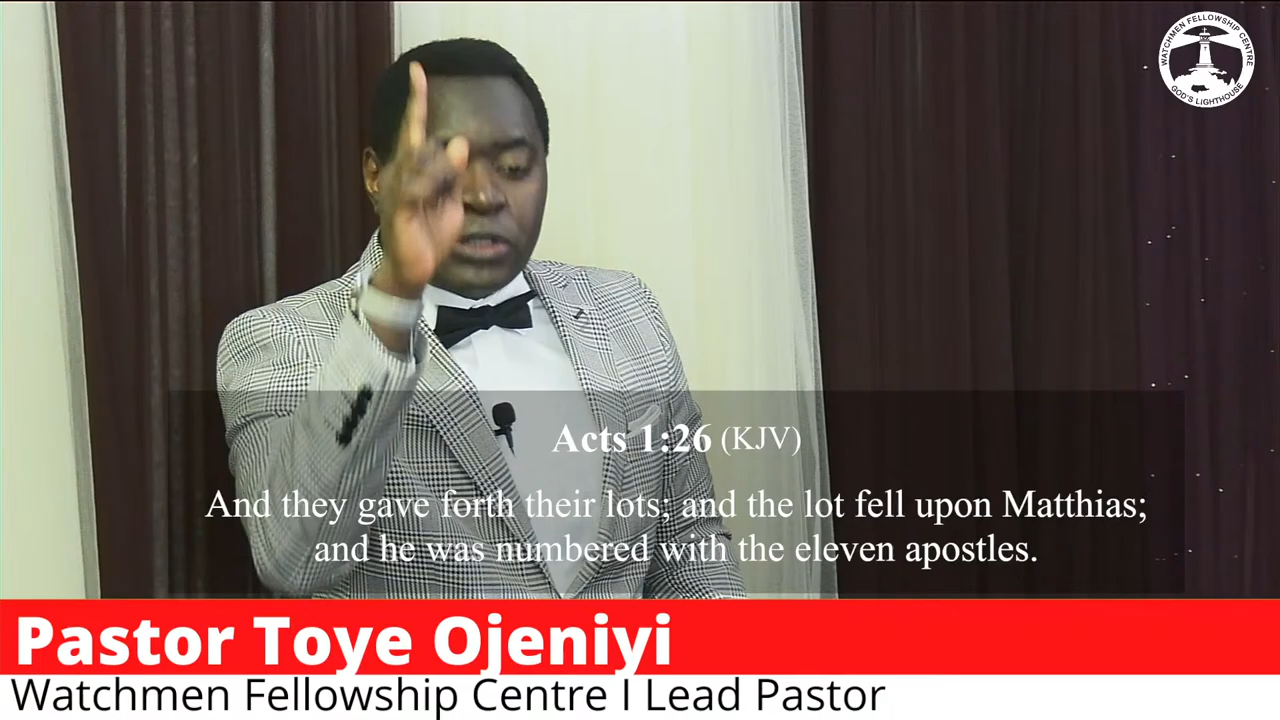 WATCHMEN FELLOWSHIP CENTRE
GOD'S LIGHTHOUSE
Acts 1:26 (KJV)
And they gave forth their lots; and the lot fell upon Matthias;
and he was numbered with the eleven apostles.
Pastor Toye Ojeniyi
Watchmen Fellowship Centre I Lead Pastor